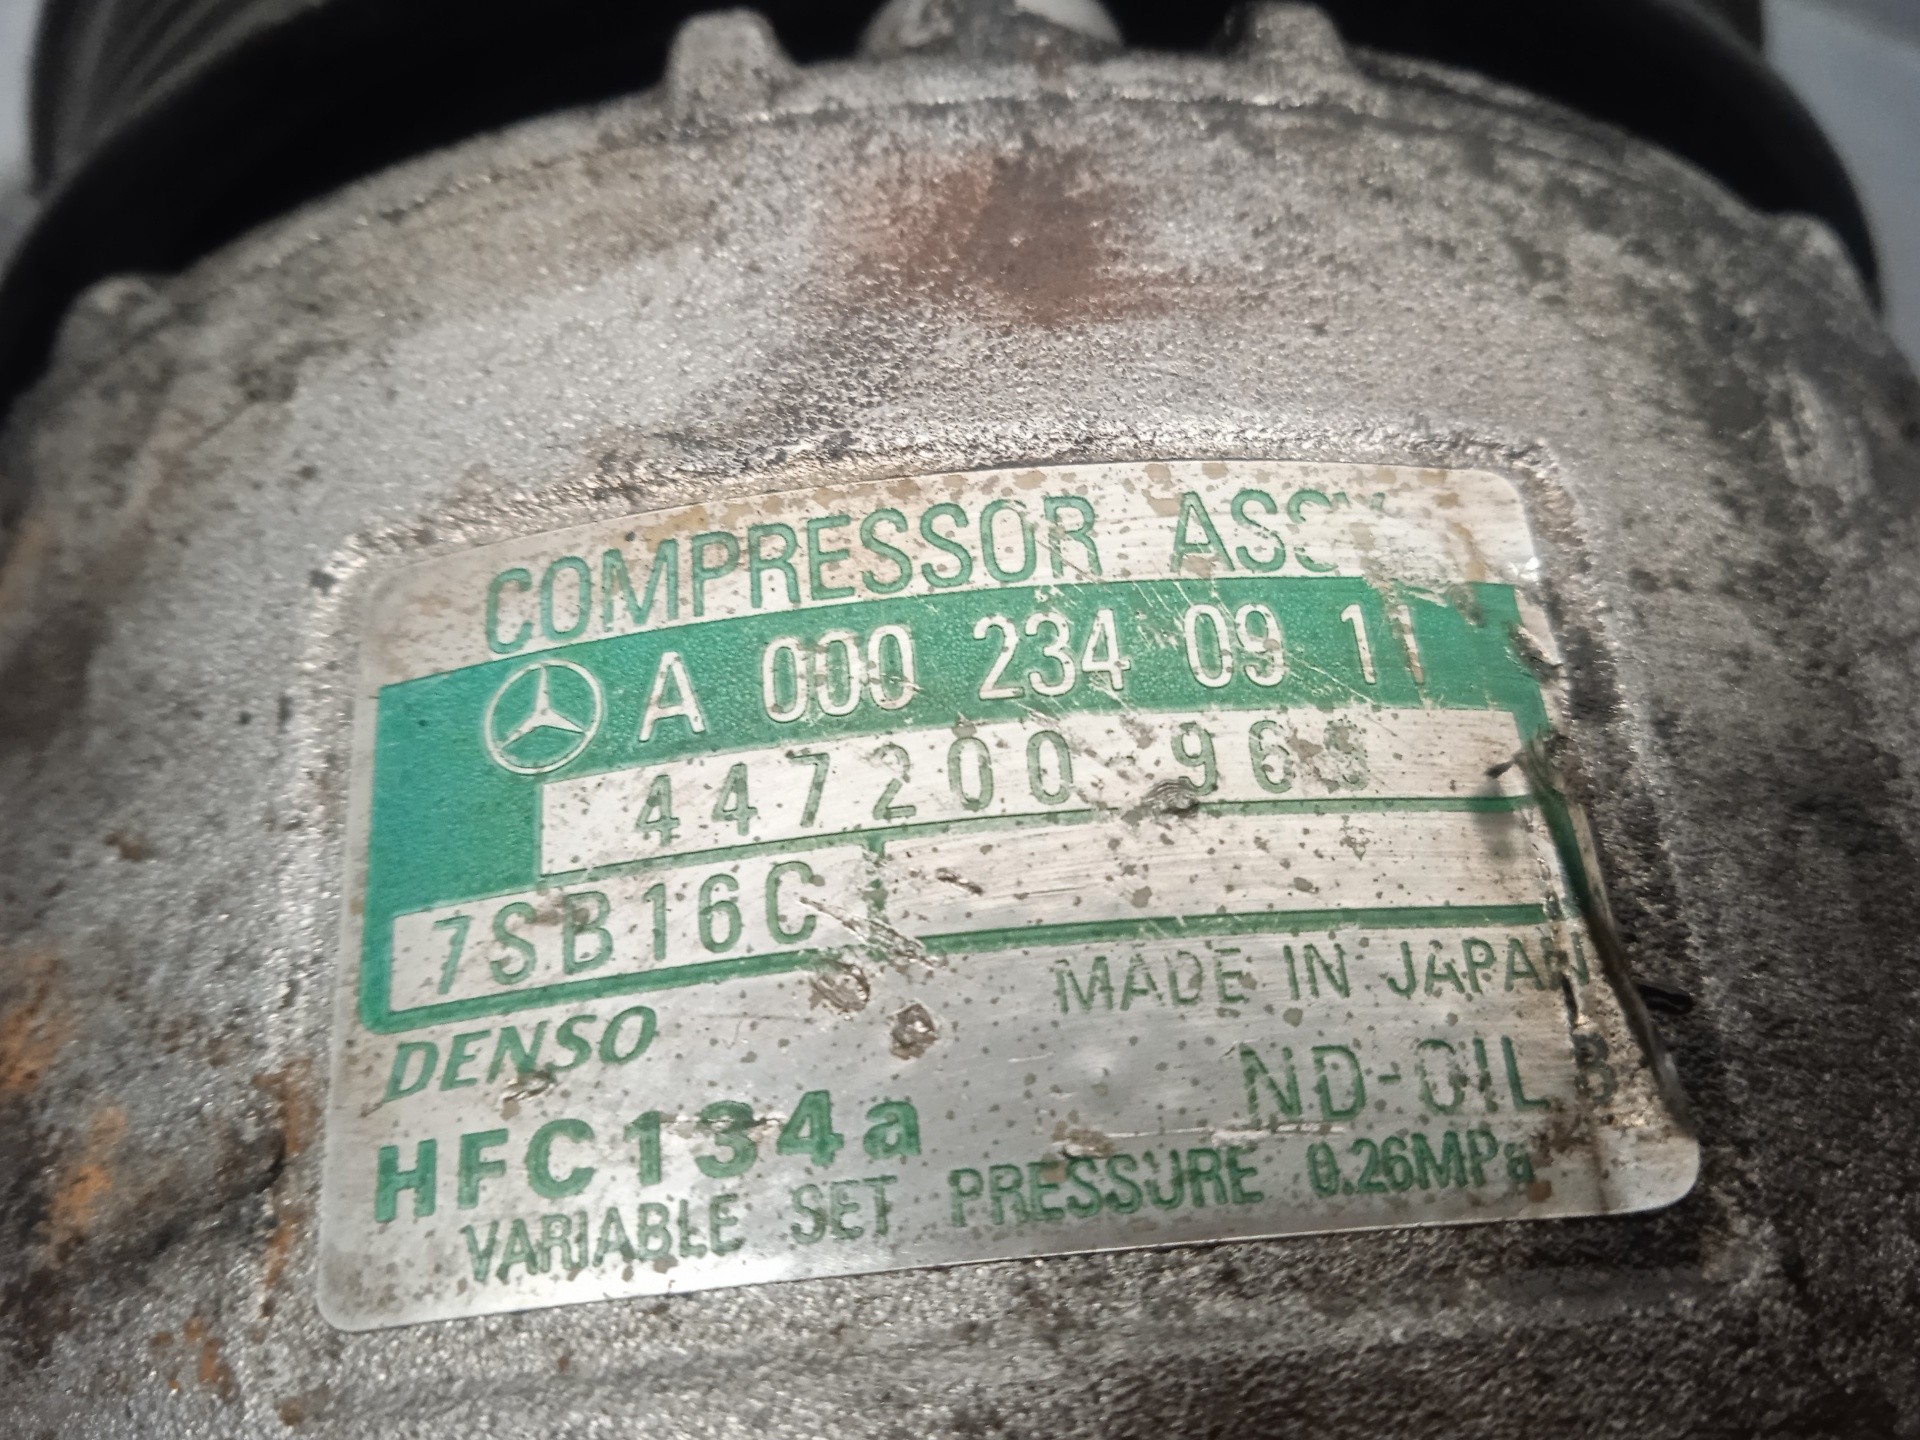 COMPRESSOR ASSY
A 000 234 09 11
447200-969
7SB16C
MADE IN JAPAN
DENSO
ND-OIL 8
HFC134a
VARIABLE SET PRESSURE 0.26MPa